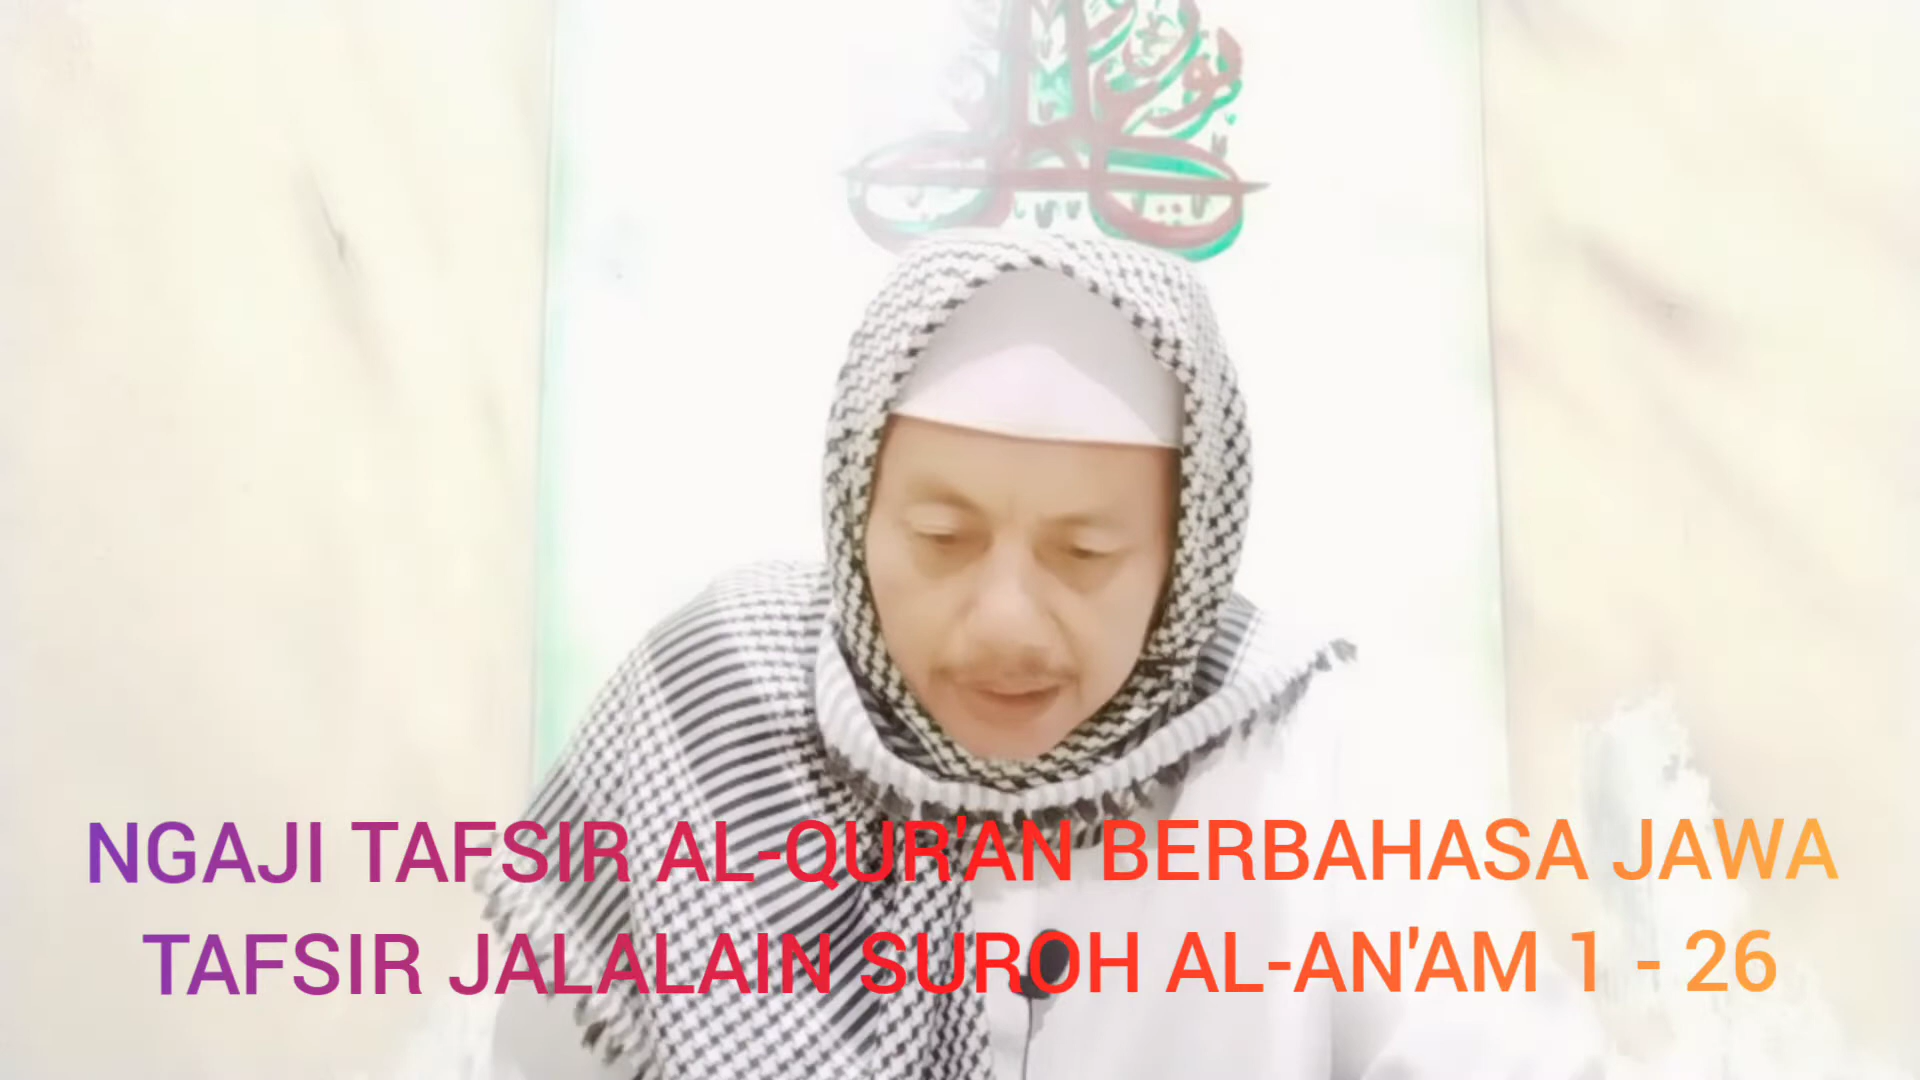 NGAJI TAFSIR AL-QUR'AN BERBAHASA JAWA
TAFSIR JALALAIN SUROH AL-AN'AM 1 - 26